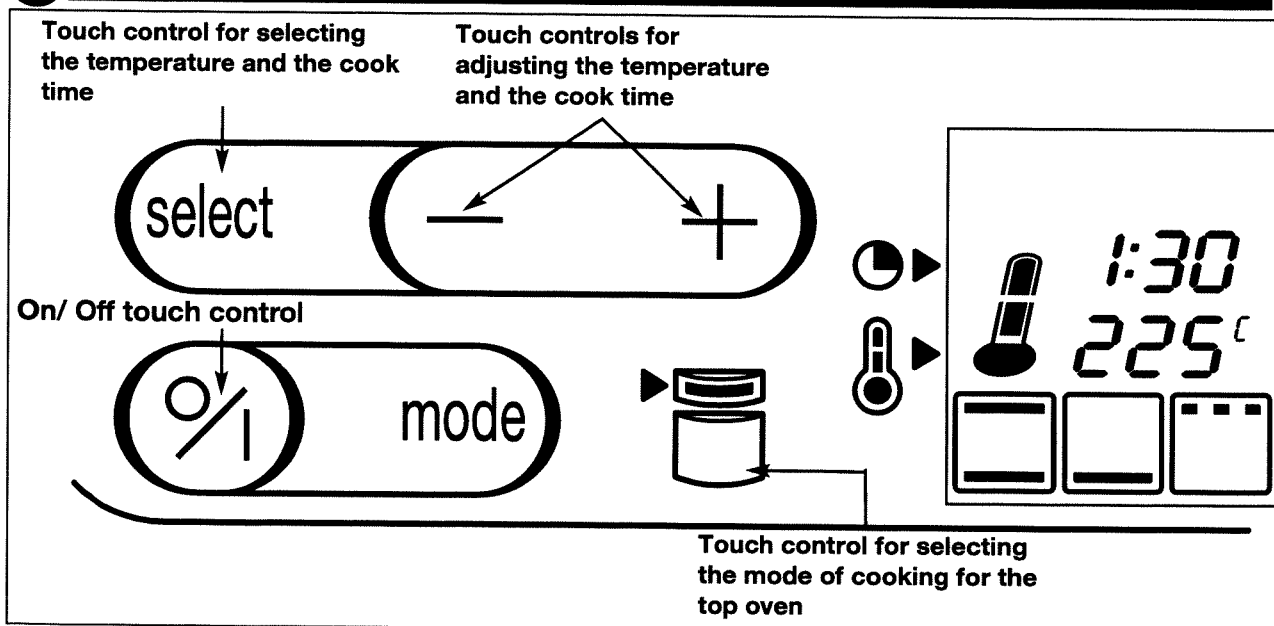 Touch control for selecting
the temperature and the cook
time
Touch controls for
adjusting the temperature
and the cook time
select
— +
1:30
225 C
On/ Off touch control
O/I
mode
Touch control for selecting
the mode of cooking for the
top oven